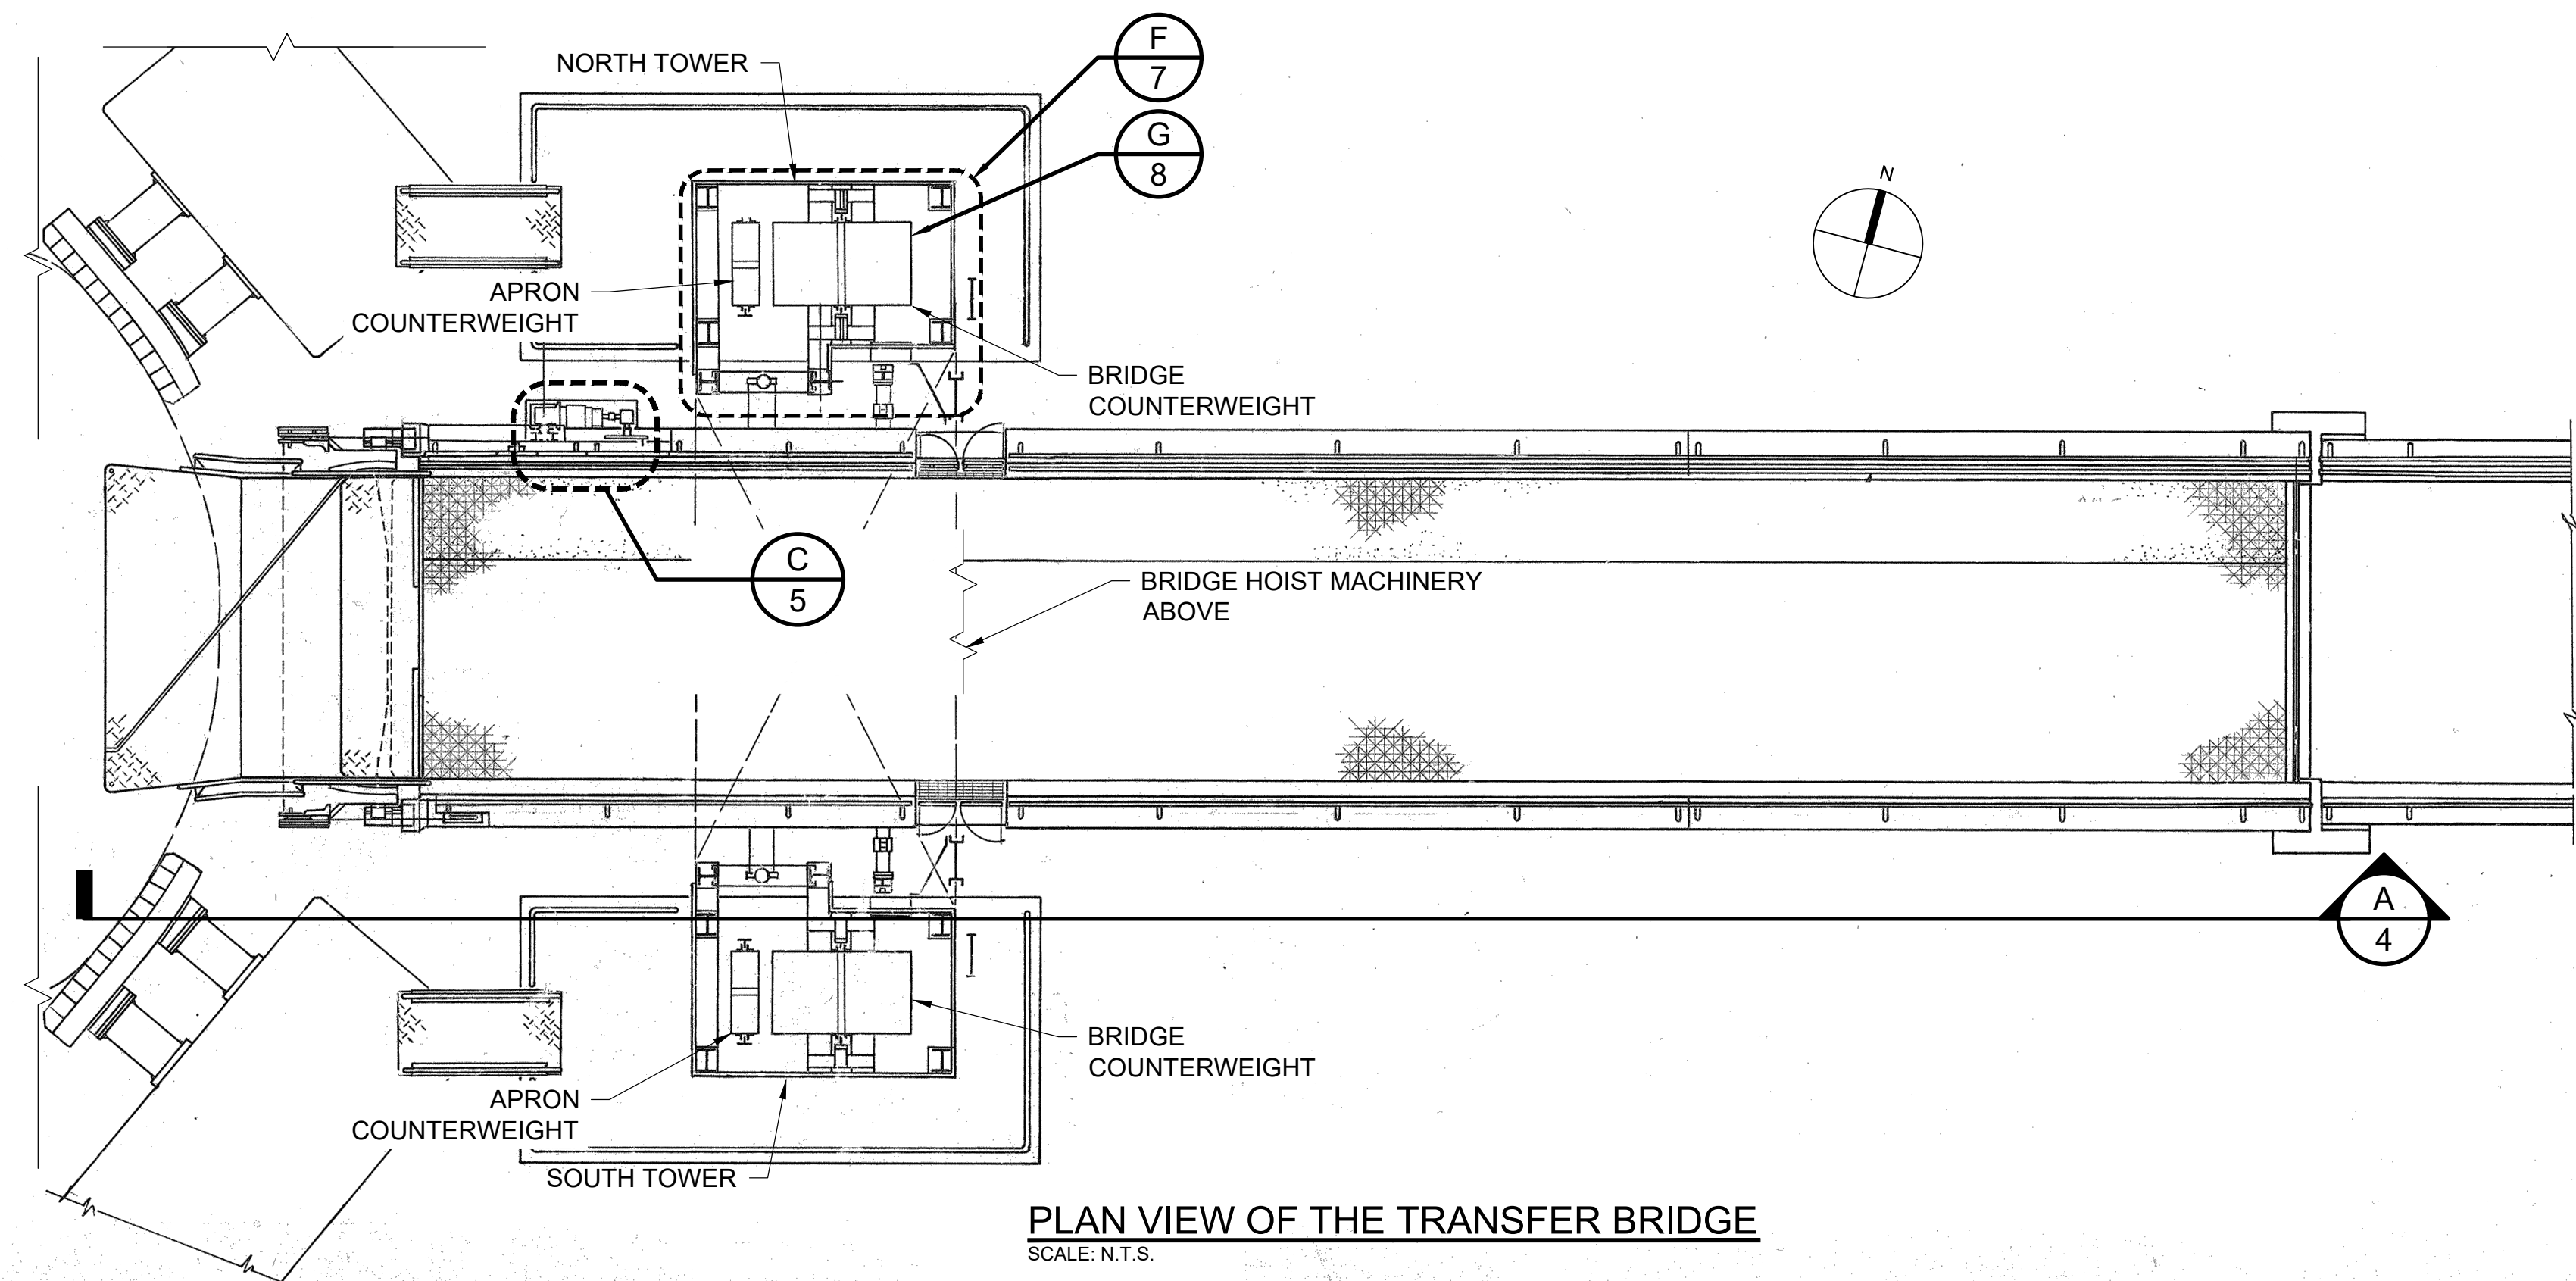 F
7
NORTH TOWER
G
8
N
APRON
COUNTERWEIGHT
BRIDGE
COUNTERWEIGHT
C
5
BRIDGE HOIST MACHINERY
ABOVE
A
4
BRIDGE
COUNTERWEIGHT
APRON
COUNTERWEIGHT
SOUTH TOWER
PLAN VIEW OF THE TRANSFER BRIDGE
SCALE: N.T.S.